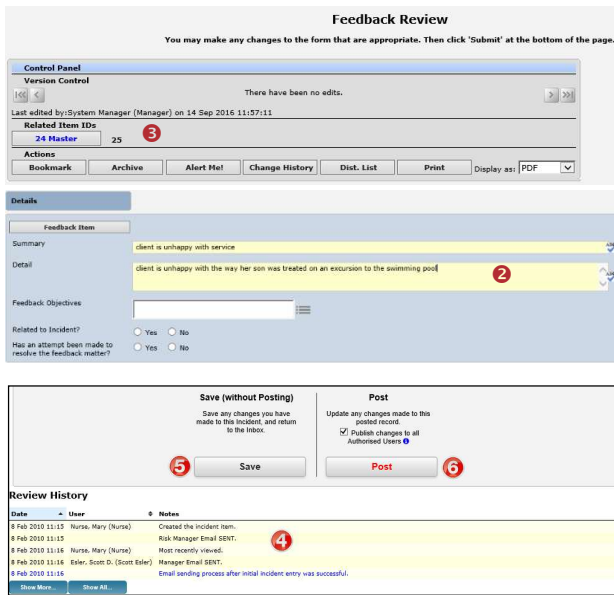 Feedback Review
You may make any changes to the form that are appropriate. Then click 'Submit' at the bottom of the page.
Control Panel
Version Control
There have been no edits.
Last edited by:System Manager (Manager) on 14 Sep 2016 11:57:11
Related Item IDs
24 Master 25 3
Actions
Bookmark Archive Alert Me! Change History Dist. List Print Display as: PDF
Details
Feedback Item
Summary client is unhappy with service
Detail client is unhappy with the way her son was treated on an excursion to the swimming pool 2
Feedback Objectives
Related to Incident? Yes No
Has an attempt been made to Yes No
resolve the feedback matter?
Save (without Posting) Post
Save any changes you have Update any changes made to this
made to this Incident, and return posted record.
to the Inbox. Publish changes to all
Authorised Users
5 Save Post 6
Review History
Date User Notes
8 Feb 2010 11:15 Nurse, Mary (Nurse) Created the incident item.
8 Feb 2010 11:15 Risk Manager Email SENT. 4
8 Feb 2010 11:16 Nurse, Mary (Nurse) Most recently viewed.
8 Feb 2010 11:16 Esler, Scott D. (Scott Esler) Manager Email SENT.
8 Feb 2010 11:16 Email sending process after initial incident entry was successful.
Show More... Show All...